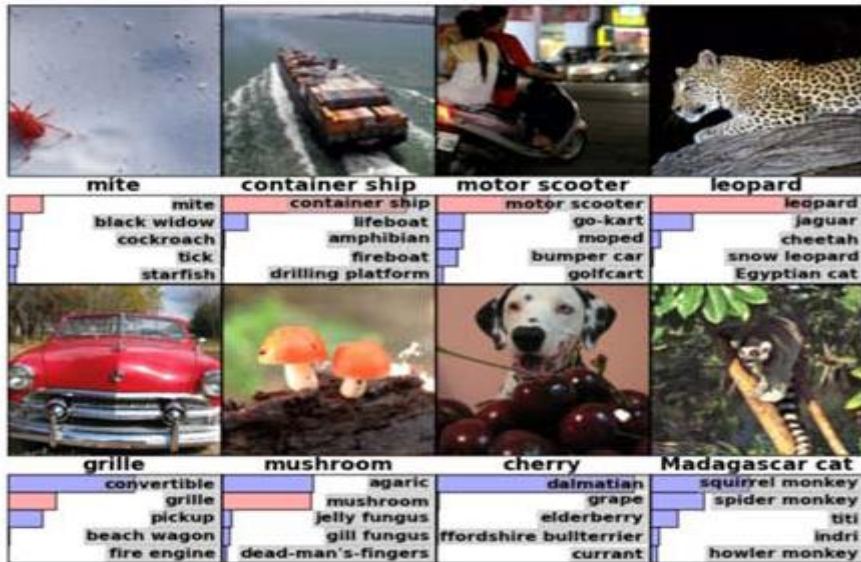 mite
container ship
motor scooter
leopard
mite
black widow
cockroach
tick
starfish
container ship
lifeboat
amphibian
fireboat
drilling platform
motor scooter
go-kart
moped
bumper car
golfcart
leopard
jaguar
cheetah
snow leopard
Egyptian cat
grille
mushroom
cherry
Madagascar cat
convertible
grille
pickup
beach wagon
fire engine
agaric
mushroom
jelly fungus
gill fungus
dead-man's-fingers
dalmatian
grape
elderberry
ffordshire bullterrier
currant
squirrel monkey
spider monkey
titi
indri
howler monkey